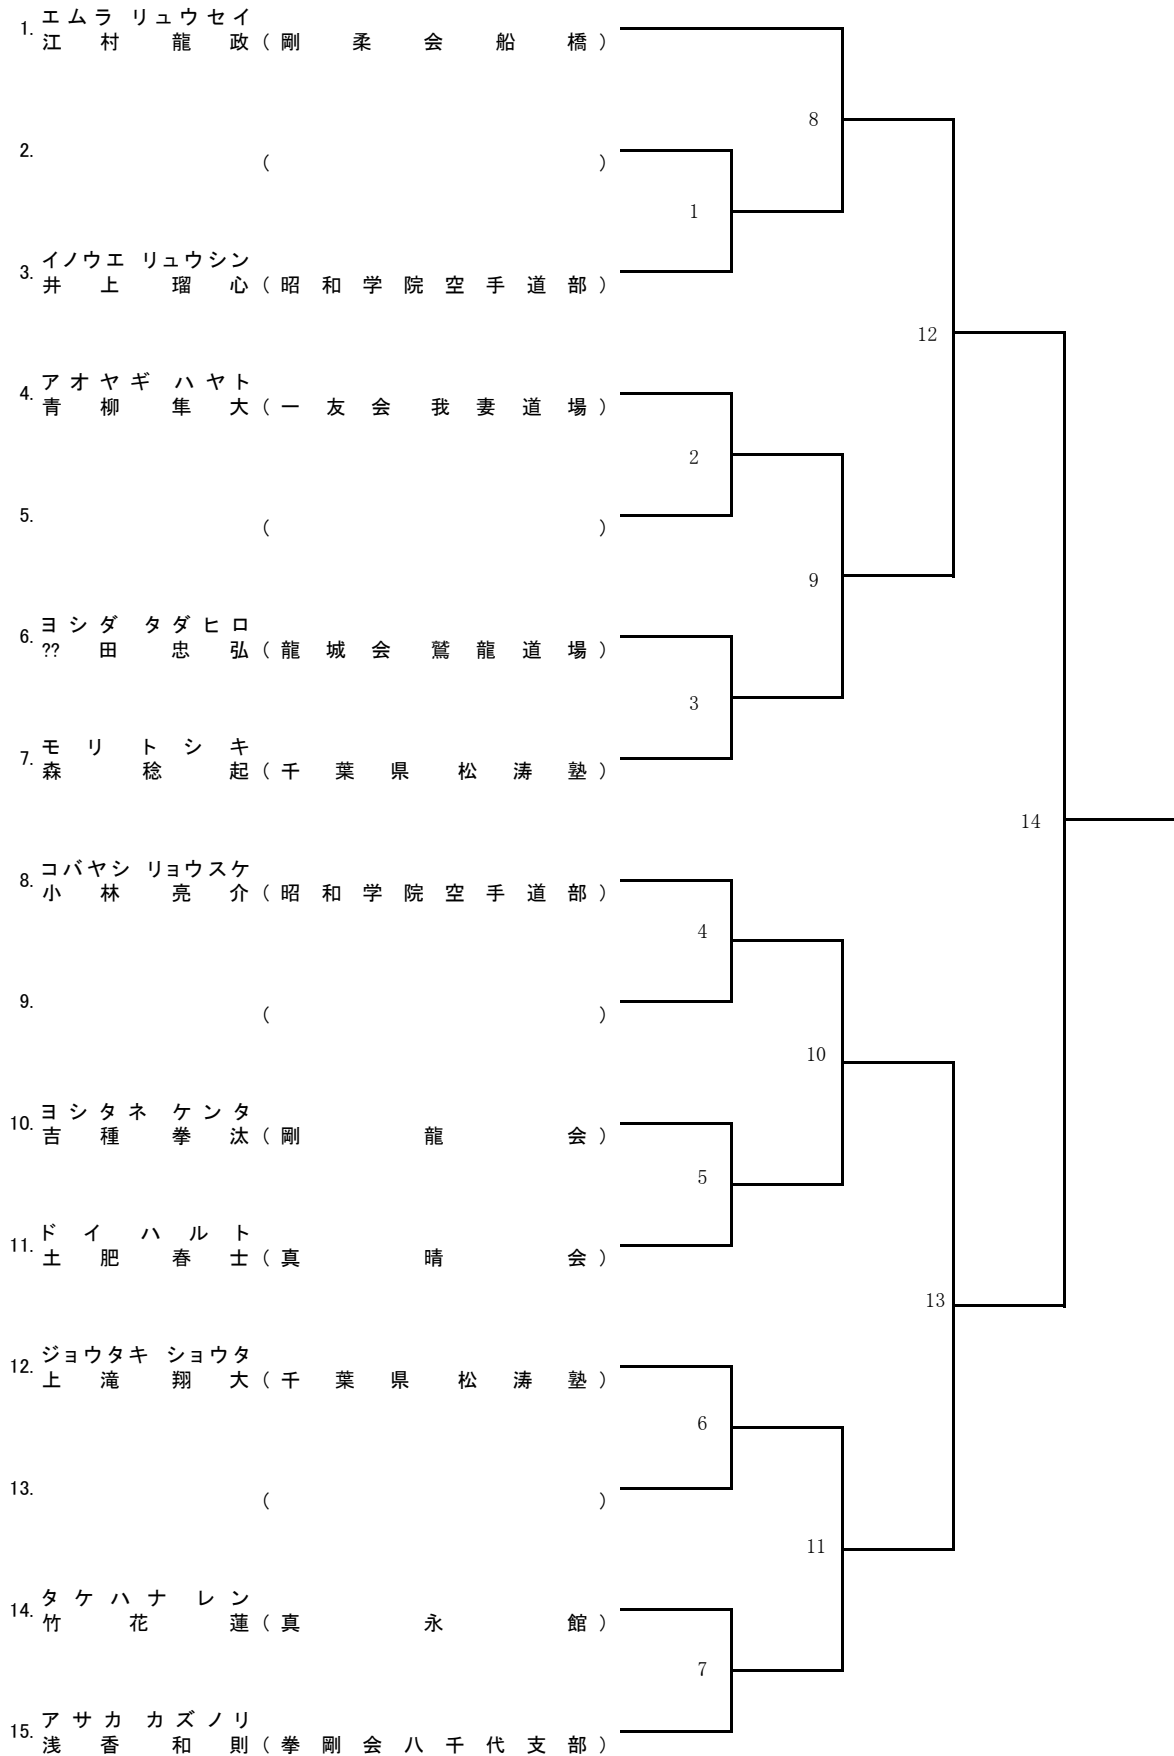 エムラ リュウセイ
1. 江村龍政(剛柔会船橋)
8
2. ( )
1
イノウエ リュウシン
3. 井上瑠心(昭和学院空手道部)
12
アオヤギ ハヤト
4. 青柳隼大(一友会 我妻道場)
2
5. ( )
9
ヨシダ タダヒロ
6. ??田忠弘(龍城会 鷲龍道場)
3
モリ トシキ
7. 森稔起(千葉県 松涛塾)
14
コバヤシ リョウスケ
8. 小林亮介(昭和学院空手道部)
4
9. ( )
10
ヨシタネ ケンタ
10. 吉種拳汰(剛龍会)
5
ドイ ハルト
11. 土肥春士(真晴会)
13
ジョウタキ ショウタ
12. 上滝翔大(千葉県 松涛塾)
6
13. ( )
11
タケハナ レン
14. 竹花蓮(真永館)
7
アサカ カズノリ
15. 浅香和則(拳剛会八千代支部)